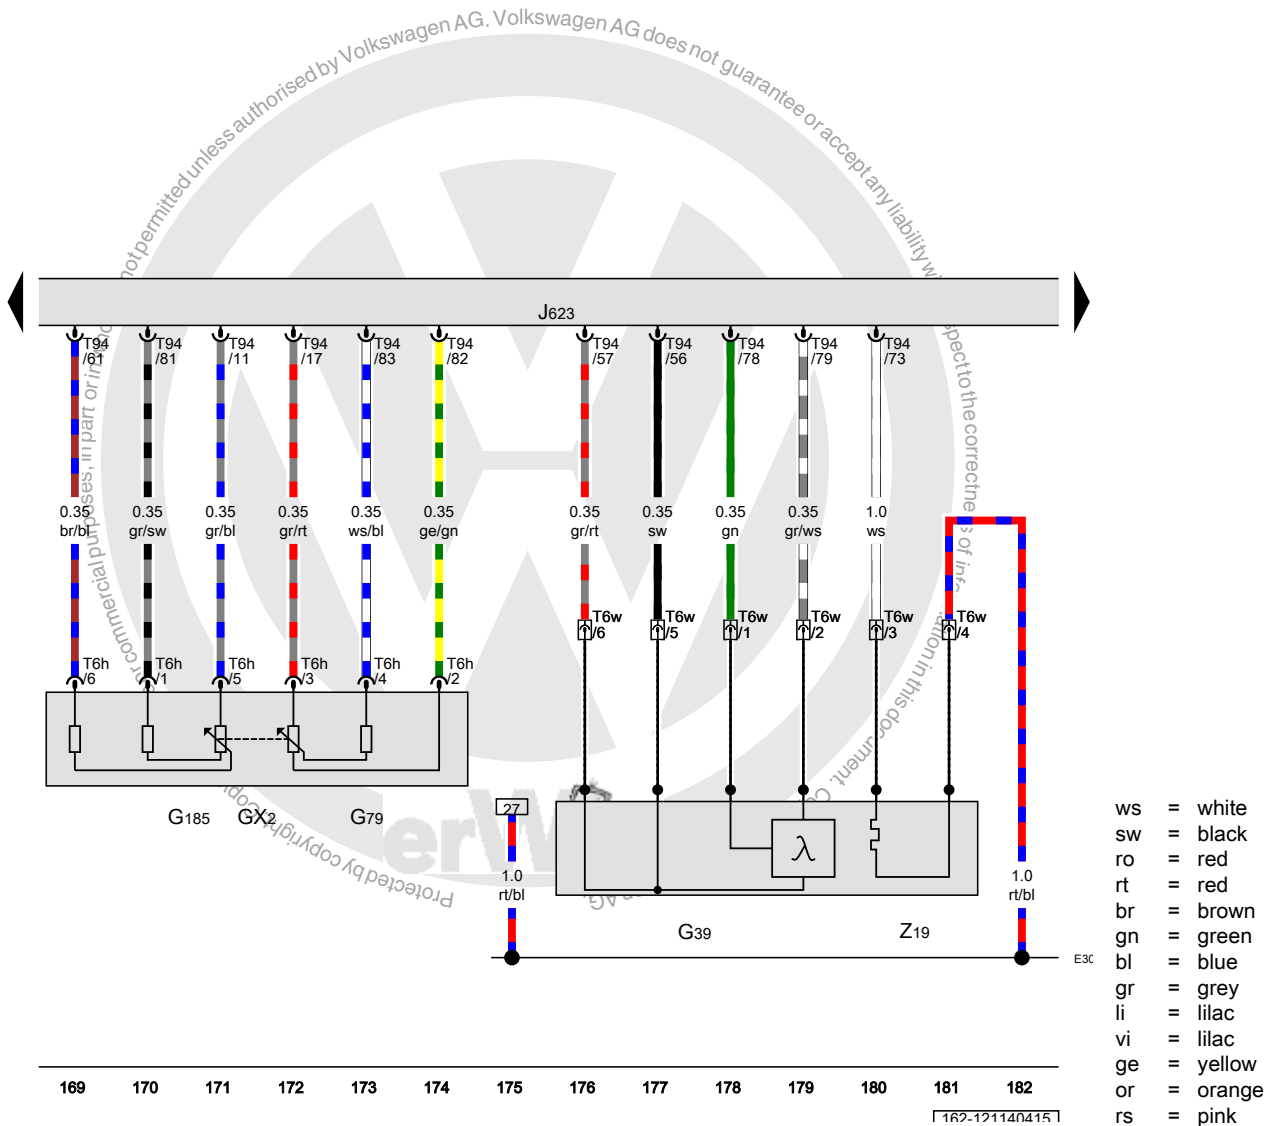 not permitted unless authorised by Volkswagen AG. Volkswagen AG does not guarantee or accept any liability wi
spect to the correctne s of info
ation in this document. Co
AG.
Protected by copyright. Copy
or commercial purposes, in part or in
J623
T94 /61
T94 /81
T94 /11
T94 /17
T94 /83
T94 /82
T94 /57
T94 /56
T94 /78
T94 /79
T94 /73
0.35 br/bl
0.35 gr/sw
0.35 gr/bl
0.35 gr/rt
0.35 ws/bl
0.35 ge/gn
0.35 gr/rt
0.35 sw
0.35 gn
0.35 gr/ws
1.0 ws
T6w /6
T6w /5
T6w /1
T6w /2
T6w /3
T6w /4
T6h /6
T6h /1
T6h /5
T6h /3
T6h /4
T6h /2
G185
GX2
G79
27
λ
1.0 rt/bl
1.0 rt/bl
G39
Z19
E30
ws = white
sw = black
ro = red
rt = red
br = brown
gn = green
bl = blue
gr = grey
li = lilac
vi = lilac
ge = yellow
or = orange
rs = pink
169 170 171 172 173 174 175 176 177 178 179 180 181 182
162-121140415